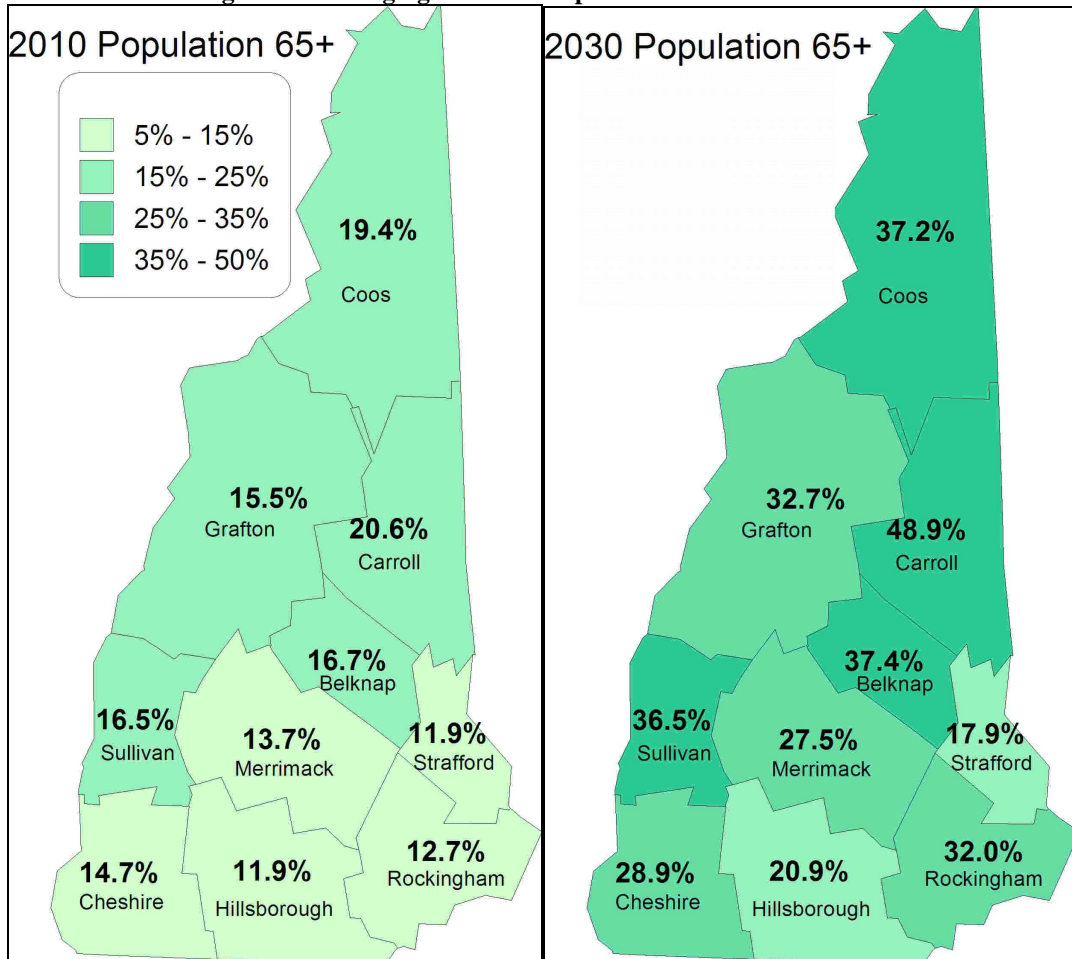 2010 Population 65+
5% - 15%
15% - 25%
25% - 35%
35% - 50%
19.4%
Coos
15.5%
Grafton
20.6%
Carroll
16.7%
Belknap
16.5%
Sullivan
13.7%
Merrimack
11.9%
Strafford
14.7%
Cheshire
11.9%
Hillsborough
12.7%
Rockingham
2030 Population 65+
37.2%
Coos
32.7%
Grafton
48.9%
Carroll
37.4%
Belknap
36.5%
Sullivan
27.5%
Merrimack
17.9%
Strafford
28.9%
Cheshire
20.9%
Hillsborough
32.0%
Rockingham